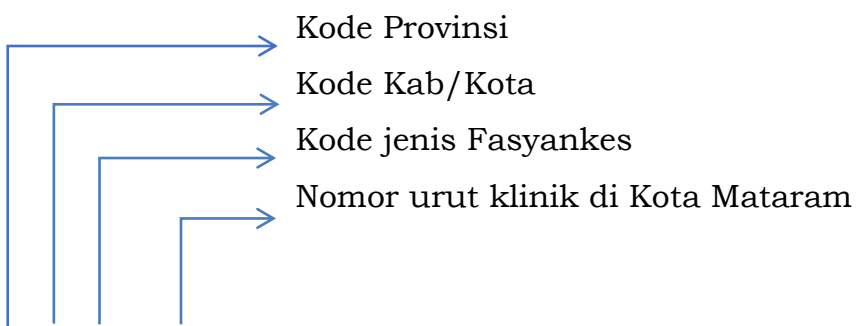 Kode Provinsi
Kode Kab/Kota
Kode jenis Fasyankes
Nomor urut klinik di Kota Mataram